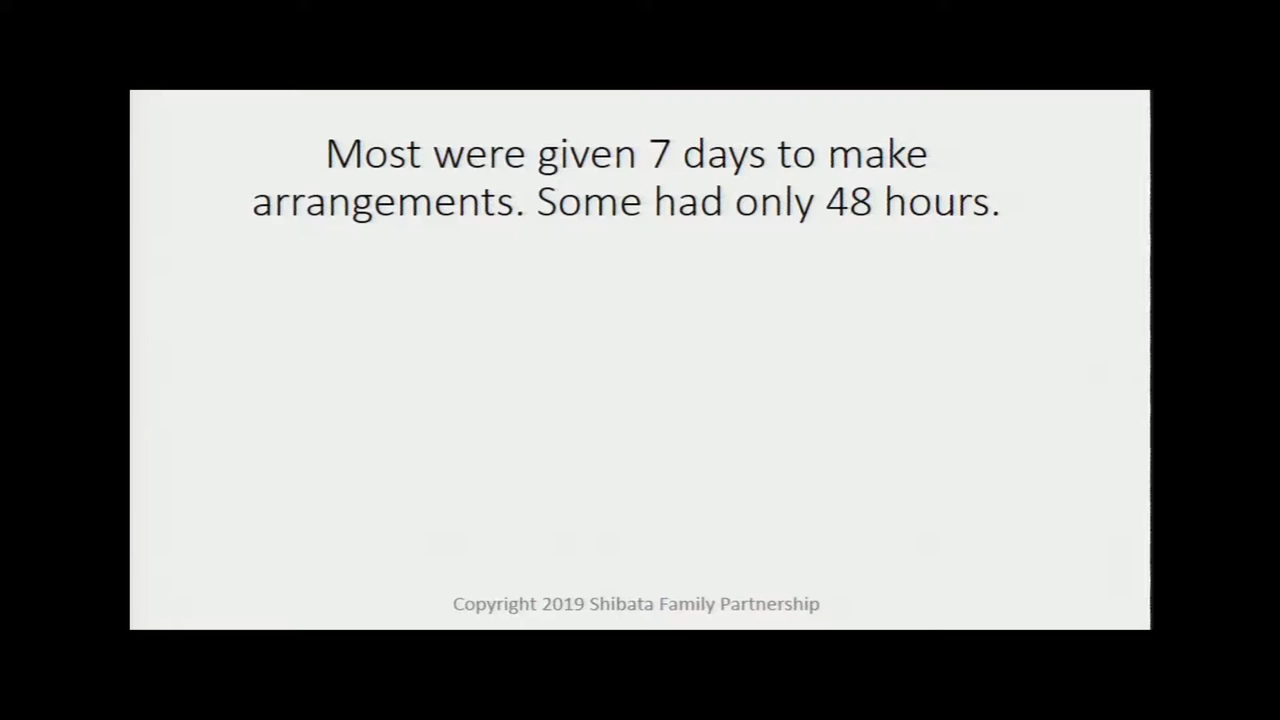 Most were given 7 days to make
arrangements. Some had only 48 hours.
Copyright 2019 Shibata Family Partnership